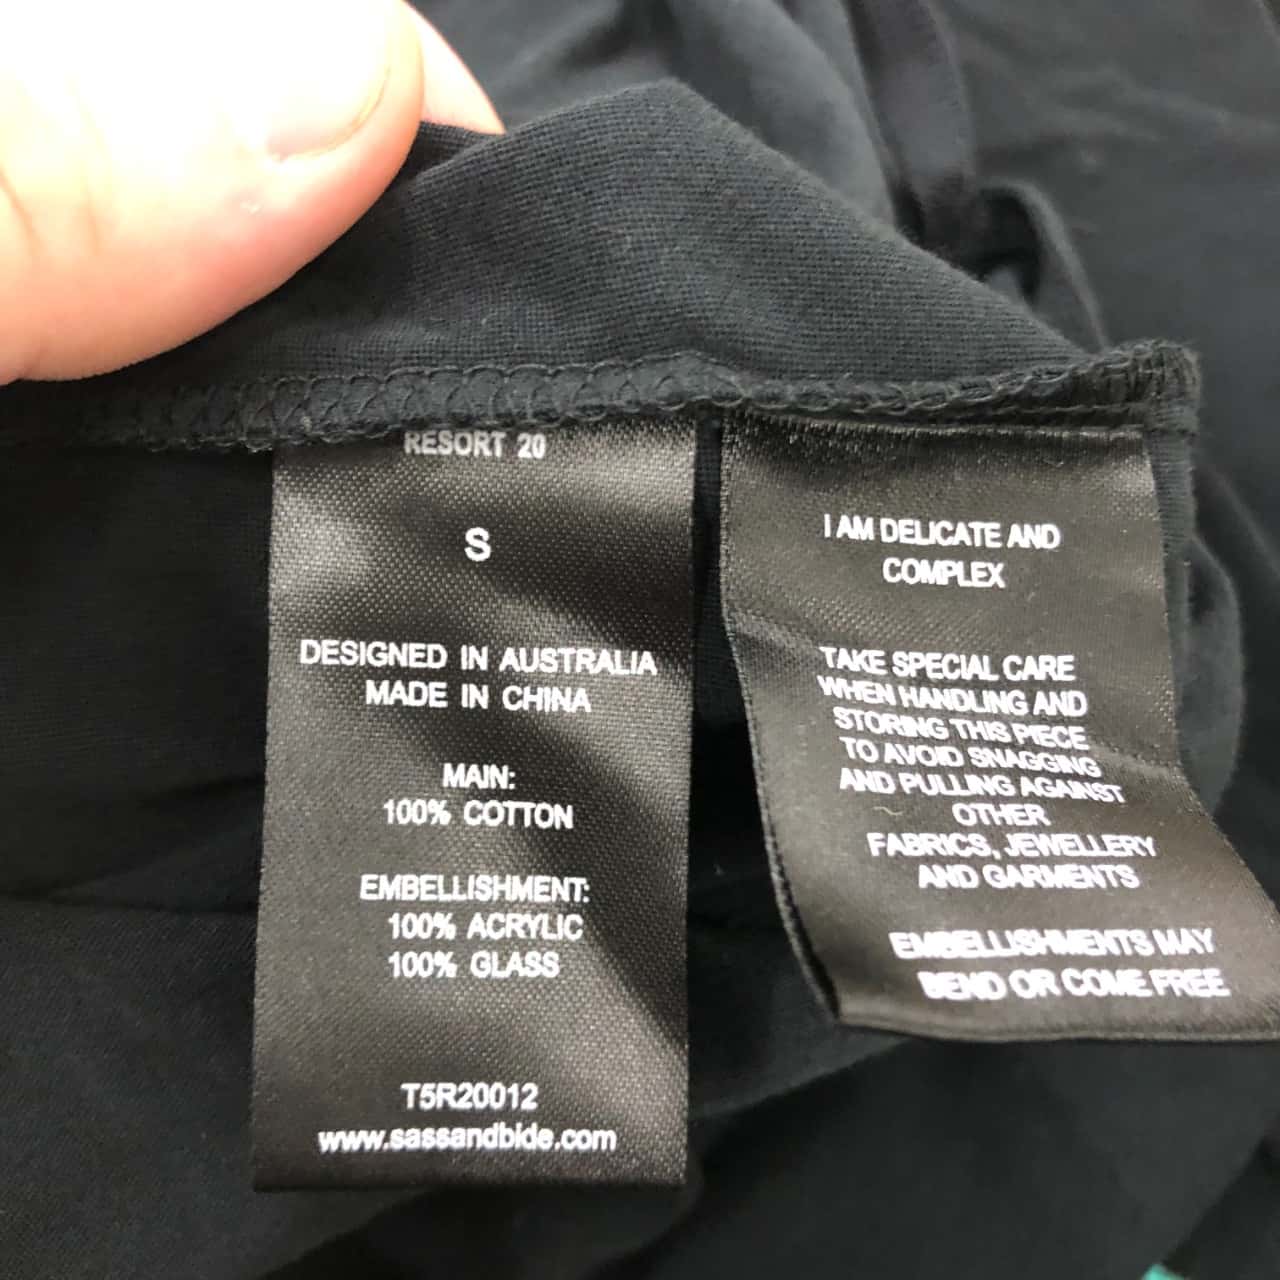 RESORT 20
S
DESIGNED IN AUSTRALIA
MADE IN CHINA
MAIN:
100% COTTON
EMBELLISHMENT:
100% ACRYLIC
100% GLASS
T5R20012
www.sassandbide.com
I AM DELICATE AND
COMPLEX
TAKE SPECIAL CARE
WHEN HANDLING AND
STORING THIS PIECE
TO AVOID SNAGGING
AND PULLING AGAINST
OTHER
FABRICS, JEWELLERY
AND GARMENTS
EMBELLISHMENTS MAY
BEND OR COME FREE